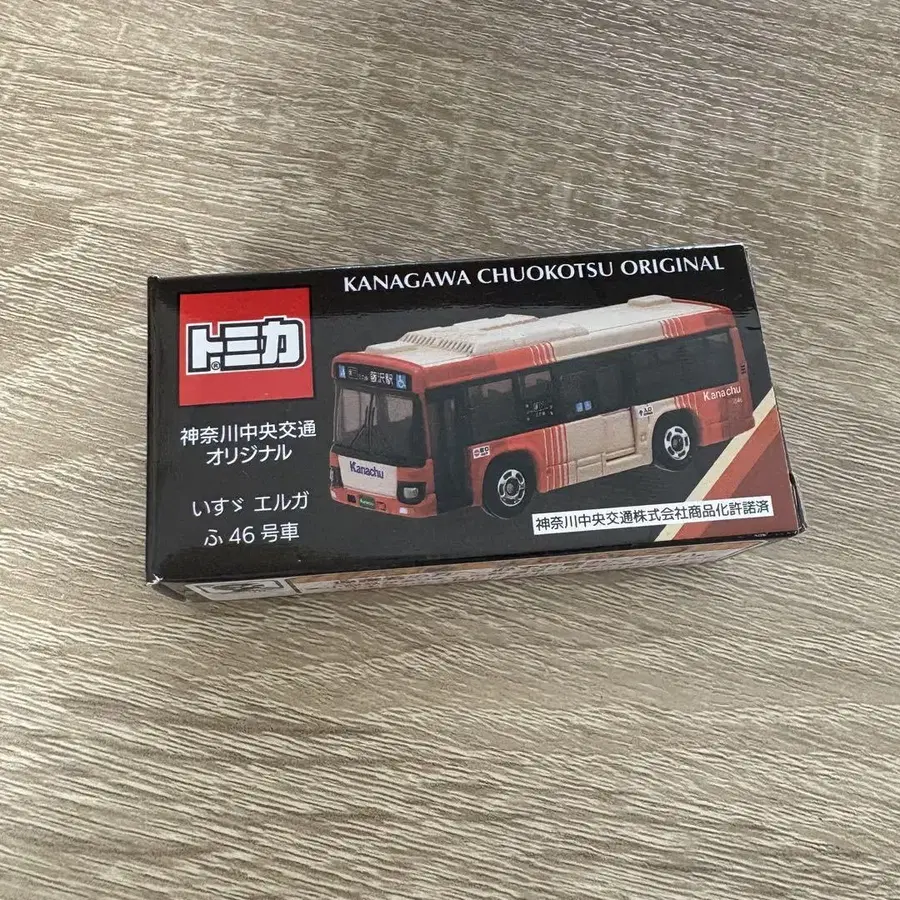 KANAGAWA CHUOKOTSU ORIGINAL
トミカ®
神奈川中央交通
オリジナル
いすゞ エルガ
ふ 46 号車
藤沢駅
Kanachu
Kanachu
入口
神奈川中央交通株式会社商品化許諾済